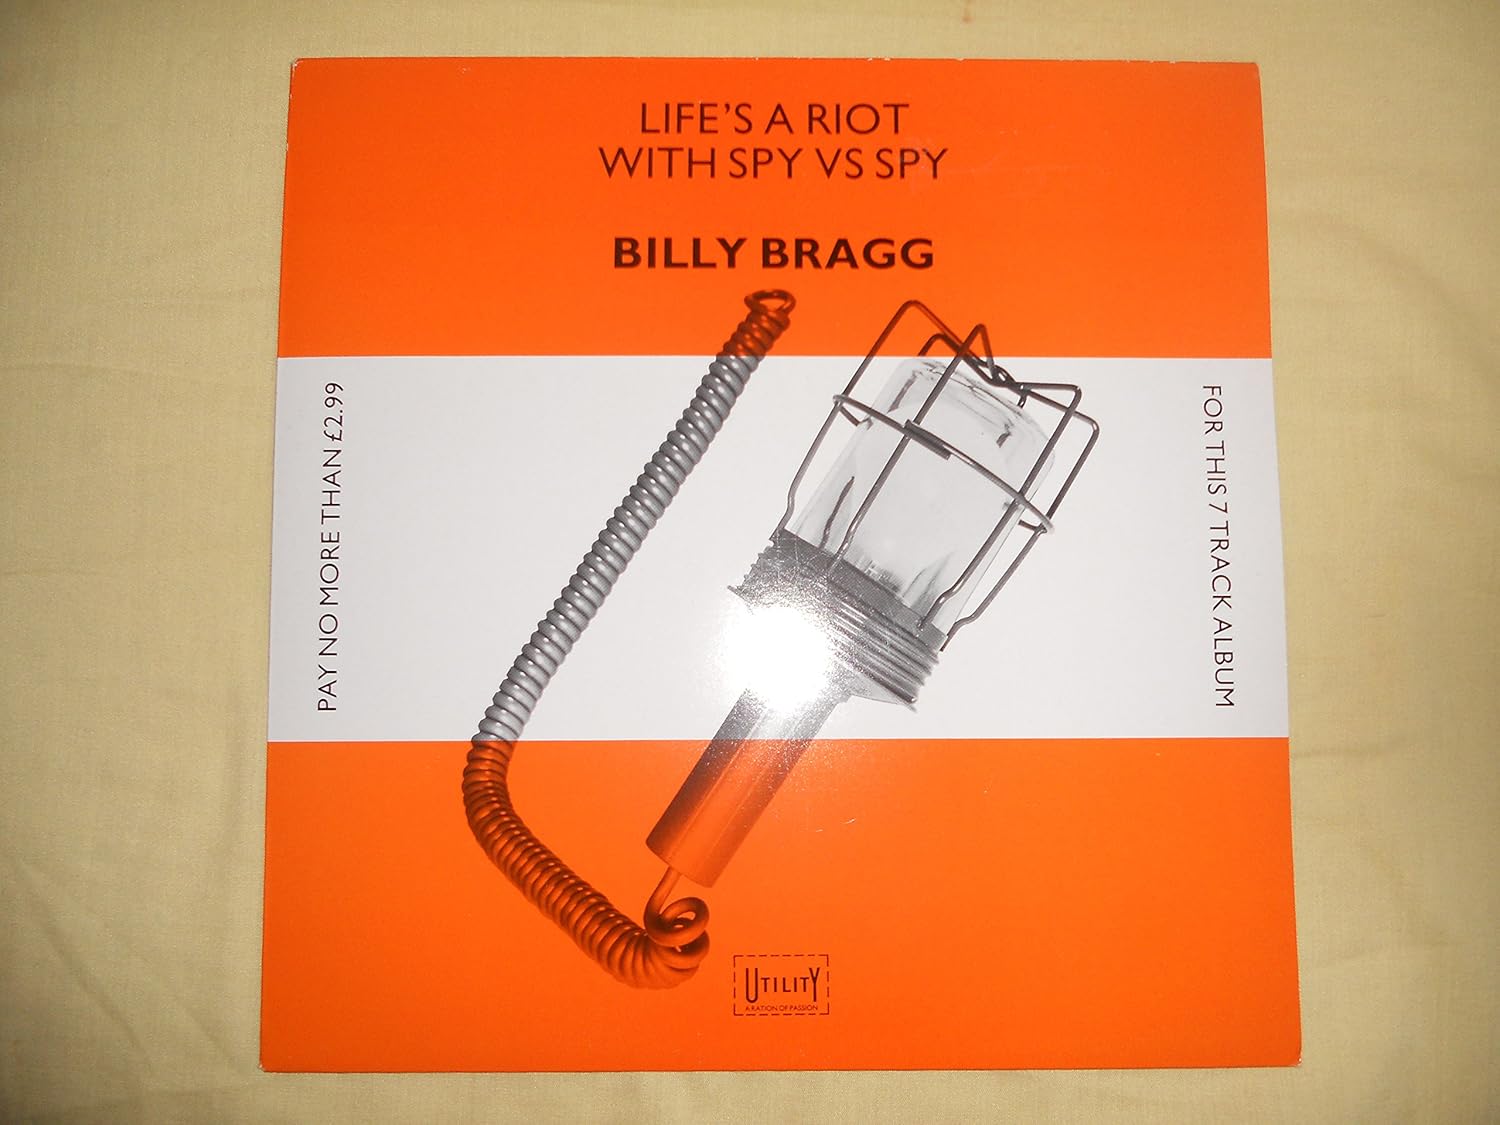 LIFE'S A RIOT
WITH SPY VS SPY
BILLY BRAGG
PAY NO MORE THAN £2.99
FOR THIS 7 TRACK ALBUM
UTILITY
A RATION OF PASSION